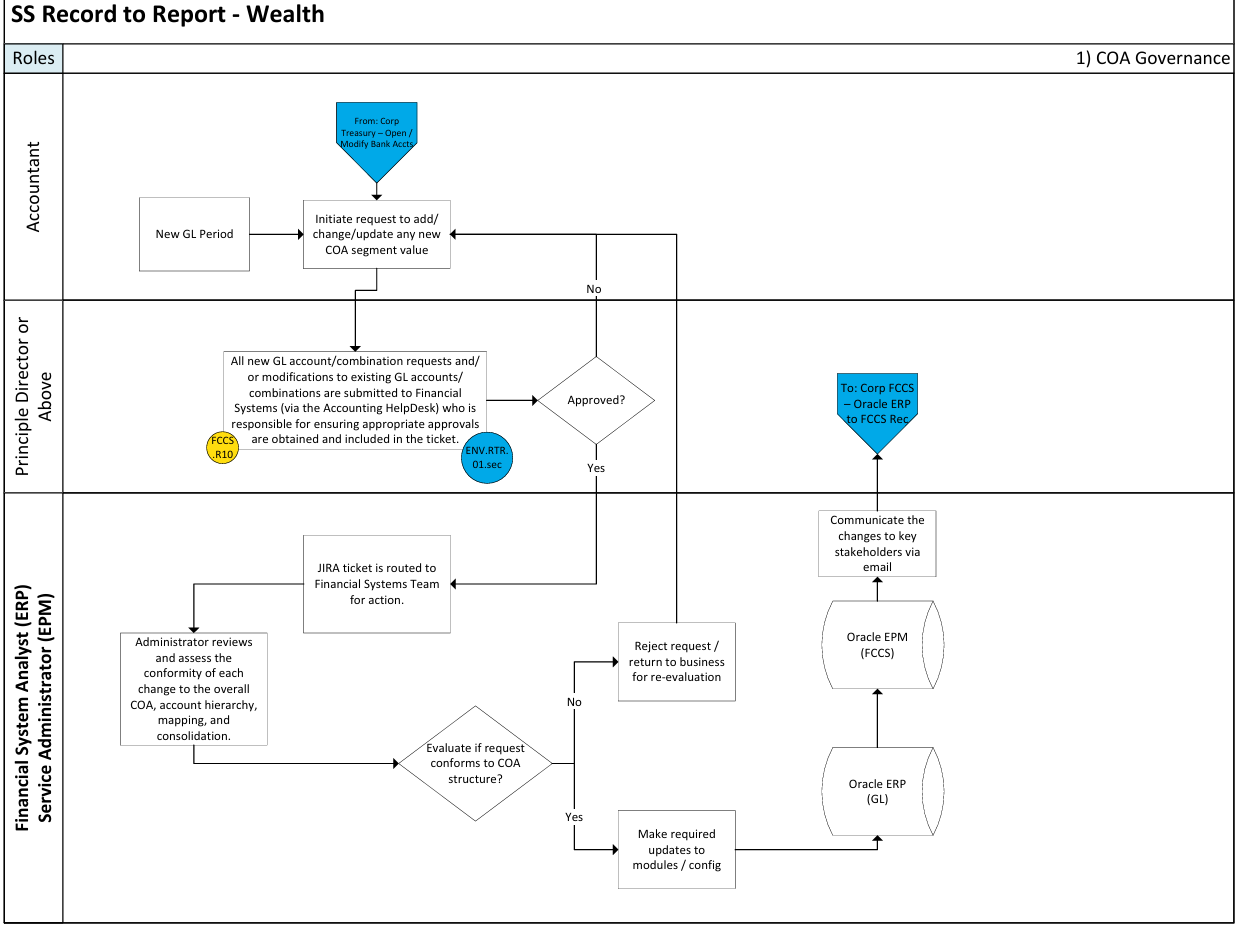 SS Record to Report - Wealth
Roles
1) COA Governance
Accountant
From: Corp
Treasury – Open /
Modify Bank Accts
New GL Period
Initiate request to add/
change/update any new
COA segment value
No
Principle Director or
Above
All new GL account/combination requests and/
or modifications to existing GL accounts/
combinations are submitted to Financial
Systems (via the Accounting HelpDesk) who is
responsible for ensuring appropriate approvals
are obtained and included in the ticket.
FCCS
.R10
ENV.RTR.
01.sec
Approved?
Yes
To: Corp FCCS
– Oracle ERP
to FCCS Rec
Financial System Analyst (ERP)
Service Administrator (EPM)
JIRA ticket is routed to
Financial Systems Team
for action.
Administrator reviews
and assess the
conformity of each
change to the overall
COA, account hierarchy,
mapping, and
consolidation.
Evaluate if request
conforms to COA
structure?
No
Reject request /
return to business
for re-evaluation
Yes
Make required
updates to
modules / config
Oracle ERP
(GL)
Oracle EPM
(FCCS)
Communicate the
changes to key
stakeholders via
email